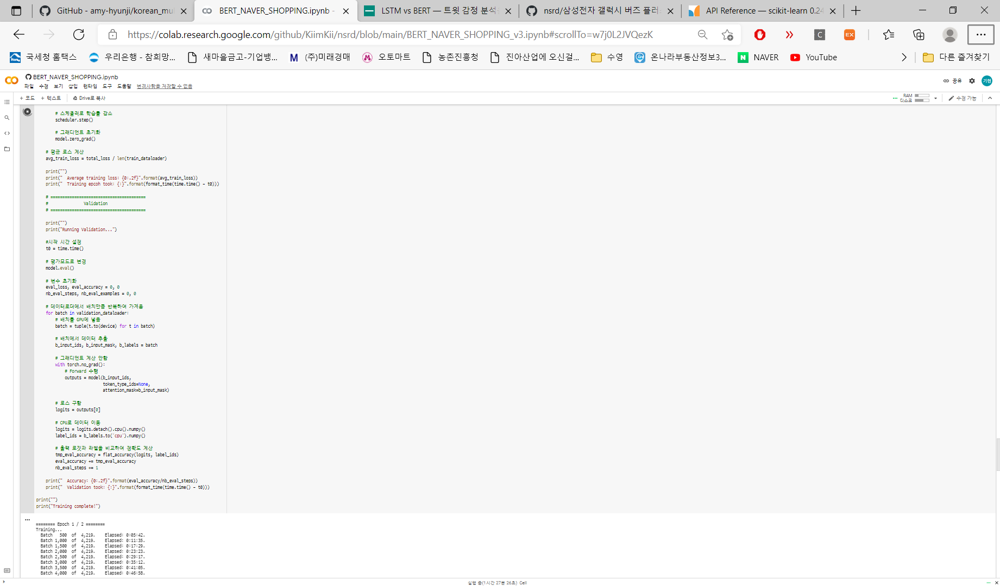 GitHub - amy-hyunji/korean_mul
BERT_NAVER_SHOPPING.ipynb -
LSTM vs BERT — 트윗 감정 분석
nsrd/삼성전자 갤럭시 버즈 플러
API Reference — scikit-learn 0.24
https://colab.research.google.com/github/KiimKii/nsrd/blob/main/BERT_NAVER_SHOPPING_v3.ipynb#scrollTo=w7j0L2JVQezK
국세청 홈택스
우리은행 - 참희망...
새마을금고-기업뱅...
(주)미래경매
오토마트
농촌진흥청
진아산업에 오신걸...
수영
온나라부동산정보3...
NAVER
YouTube
다른 즐겨찾기
BERT_NAVER_SHOPPING.ipynb
파일 수정 보기 삽입 런타임 도구 도움말 변경사항을 저장할 수 없음
공유
기현
+ 코드 + 텍스트 Drive로 복사
RAM
디스크
수정 가능
# 스케줄러로 학습률 감소
scheduler.step()
# 그래디언트 초기화
model.zero_grad()
# 평균 로스 계산
avg_train_loss = total_loss / len(train_dataloader)
print("")
print("  Average training loss: {0:.2f}".format(avg_train_loss))
print("  Training epcoh took: {:}".format(format_time(time.time() - t0)))
# ========================================
#               Validation
# ========================================
print("")
print("Running Validation...")
#시작 시간 설정
t0 = time.time()
# 평가모드로 변경
model.eval()
# 변수 초기화
eval_loss, eval_accuracy = 0, 0
nb_eval_steps, nb_eval_examples = 0, 0
# 데이터로더에서 배치만큼 반복하여 가져옴
for batch in validation_dataloader:
# 배치를 GPU에 넣음
batch = tuple(t.to(device) for t in batch)
# 배치에서 데이터 추출
b_input_ids, b_input_mask, b_labels = batch
# 그래디언트 계산 안함
with torch.no_grad():
# Forward 수행
outputs = model(b_input_ids,
token_type_ids=None,
attention_mask=b_input_mask)
# 로스 구함
logits = outputs[0]
# CPU로 데이터 이동
logits = logits.detach().cpu().numpy()
label_ids = b_labels.to('cpu').numpy()
# 출력 로짓과 라벨을 비교하여 정확도 계산
tmp_eval_accuracy = flat_accuracy(logits, label_ids)
eval_accuracy += tmp_eval_accuracy
nb_eval_steps += 1
print("  Accuracy: {0:.2f}".format(eval_accuracy/nb_eval_steps))
print("  Validation took: {:}".format(format_time(time.time() - t0)))
print("")
print("Training complete!")
======== Epoch 1 / 2 ========
Training...
Batch   500  of  4,219.    Elapsed: 0:05:42.
Batch 1,000  of  4,219.    Elapsed: 0:11:35.
Batch 1,500  of  4,219.    Elapsed: 0:17:29.
Batch 2,000  of  4,219.    Elapsed: 0:23:23.
Batch 2,500  of  4,219.    Elapsed: 0:29:17.
Batch 3,000  of  4,219.    Elapsed: 0:35:12.
Batch 3,500  of  4,219.    Elapsed: 0:41:05.
Batch 4,000  of  4,219.    Elapsed: 0:46:58.
실행 중(1시간 27분 26초) Cell